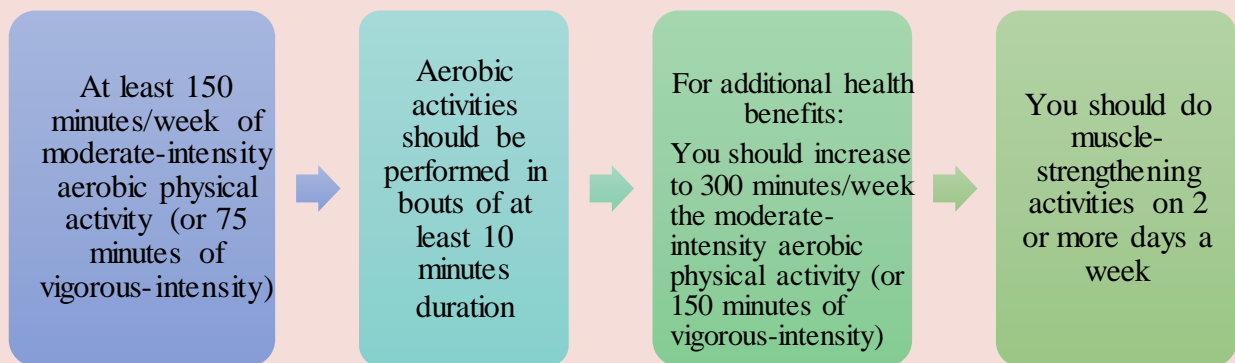 At least 150
minutes/week of
moderate-intensity
aerobic physical
activity (or 75
minutes of
vigorous-intensity)
Aerobic
activities
should be
performed in
bouts of at
least 10
minutes
duration
For additional health
benefits:
You should increase
to 300 minutes/week
the moderate-
intensity aerobic
physical activity (or
150 minutes of
vigorous-intensity)
You should do
muscle-
strengthening
activities on 2
or more days a
week